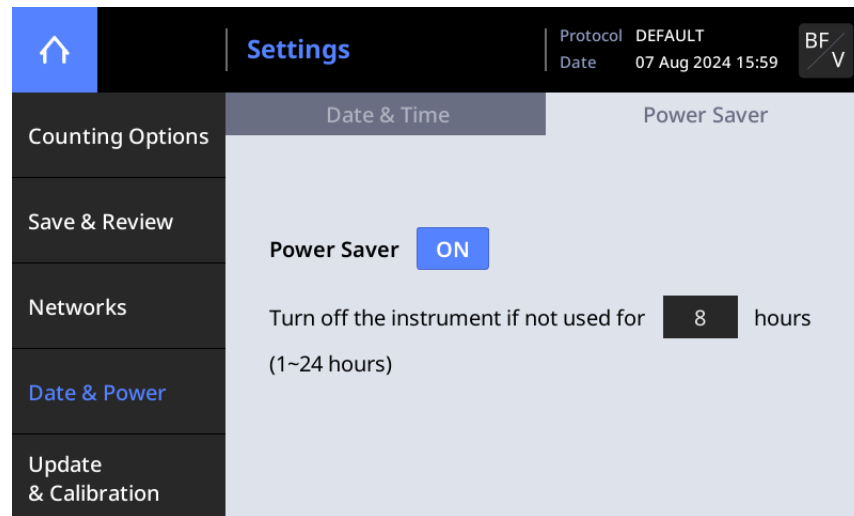 Settings
Protocol DEFAULT
Date 07 Aug 2024 15:59
BF
V
Counting Options
Save & Review
Networks
Date & Power
Update
& Calibration
Date & Time
Power Saver
Power Saver ON
Turn off the instrument if not used for 8 hours
(1~24 hours)